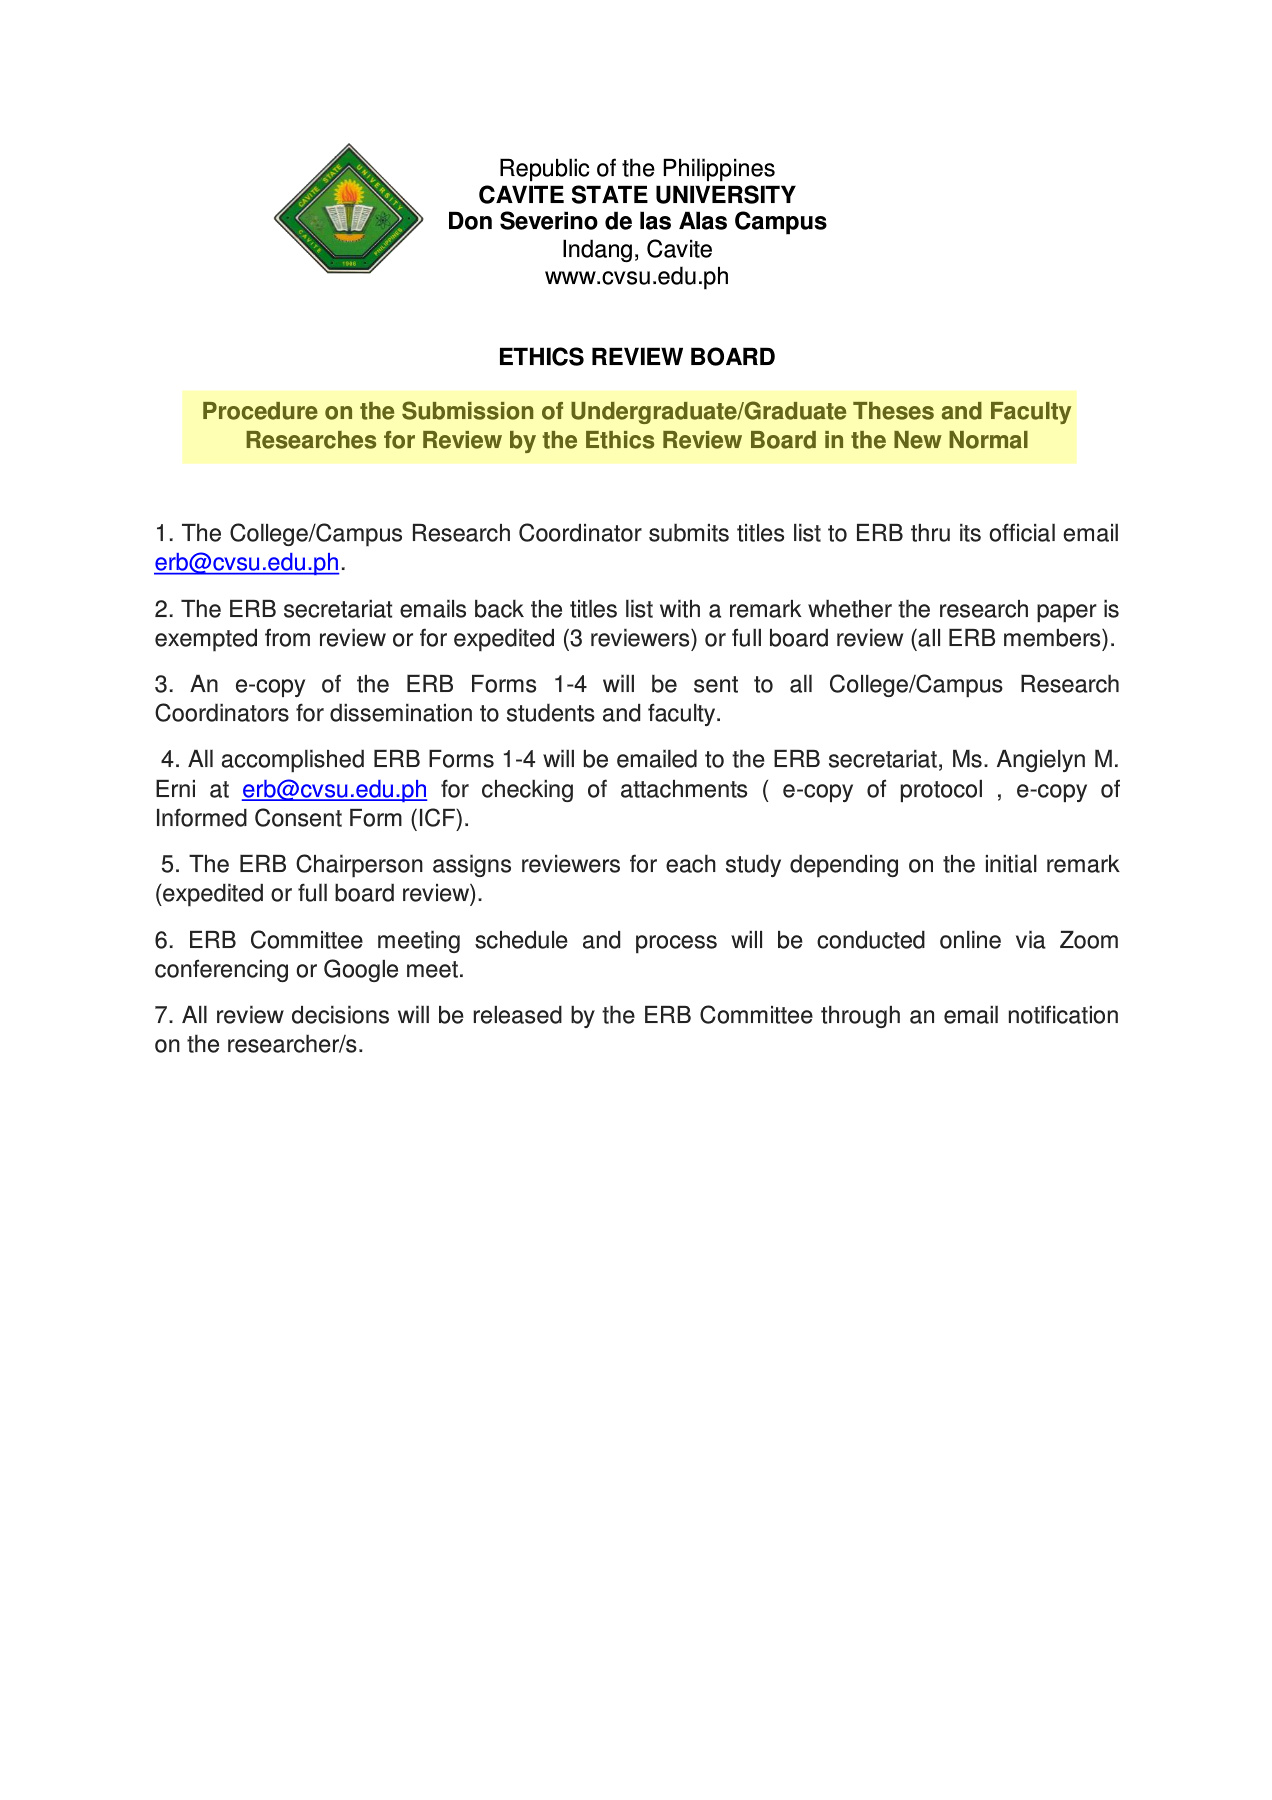 CAVITE STATE UNIVERSITY
CAVITE PHILIPPINES
1906
Republic of the Philippines
CAVITE STATE UNIVERSITY
Don Severino de las Alas Campus
Indang, Cavite
www.cvsu.edu.ph
ETHICS REVIEW BOARD
Procedure on the Submission of Undergraduate/Graduate Theses and Faculty
Researches for Review by the Ethics Review Board in the New Normal
1. The College/Campus Research Coordinator submits titles list to ERB thru its official email
erb@cvsu.edu.ph.
2. The ERB secretariat emails back the titles list with a remark whether the research paper is
exempted from review or for expedited (3 reviewers) or full board review (all ERB members).
3. An e-copy of the ERB Forms 1-4 will be sent to all College/Campus Research
Coordinators for dissemination to students and faculty.
4. All accomplished ERB Forms 1-4 will be emailed to the ERB secretariat, Ms. Angielyn M.
Erni at erb@cvsu.edu.ph for checking of attachments ( e-copy of protocol , e-copy of
Informed Consent Form (ICF).
5. The ERB Chairperson assigns reviewers for each study depending on the initial remark
(expedited or full board review).
6. ERB Committee meeting schedule and process will be conducted online via Zoom
conferencing or Google meet.
7. All review decisions will be released by the ERB Committee through an email notification
on the researcher/s.